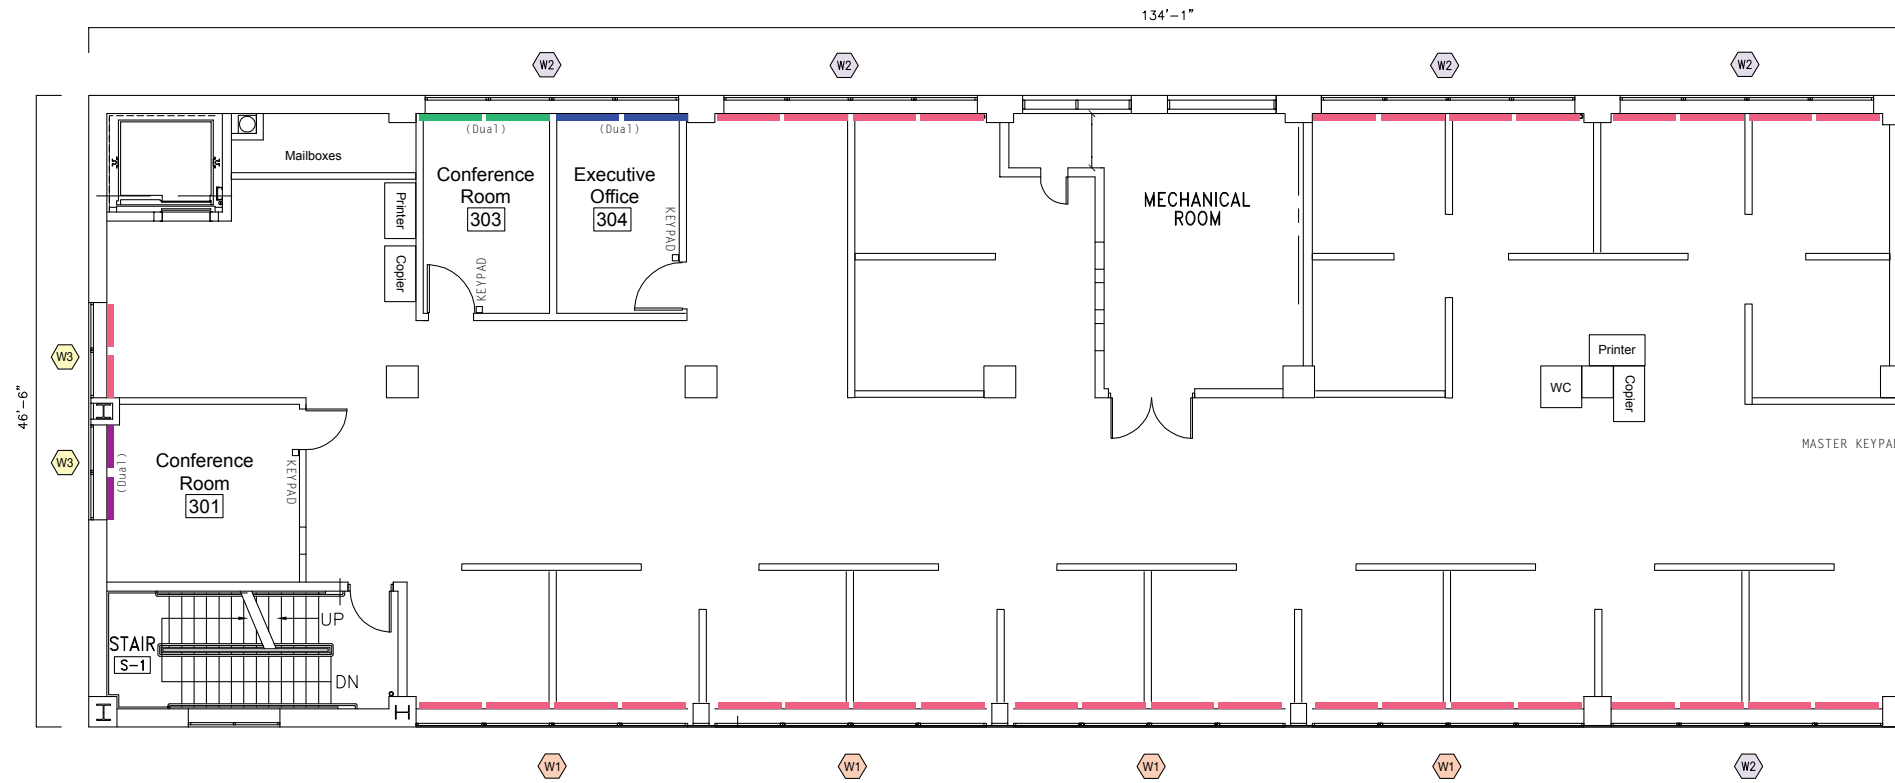 134'-1"
W2
W2
W2
W2
(Dual)
(Dual)
Mailboxes
Conference
Room
303
Executive
Office
304
Printer
Copier
KEYPAD
KEYPAD
MECHANICAL
ROOM
46'-6"
W3
W3
(Dual)
Conference
Room
301
KEYPAD
Printer
WC
Copier
MASTER KEYPAD
STAIR
S-1
UP
DN
W1
W1
W1
W1
W2